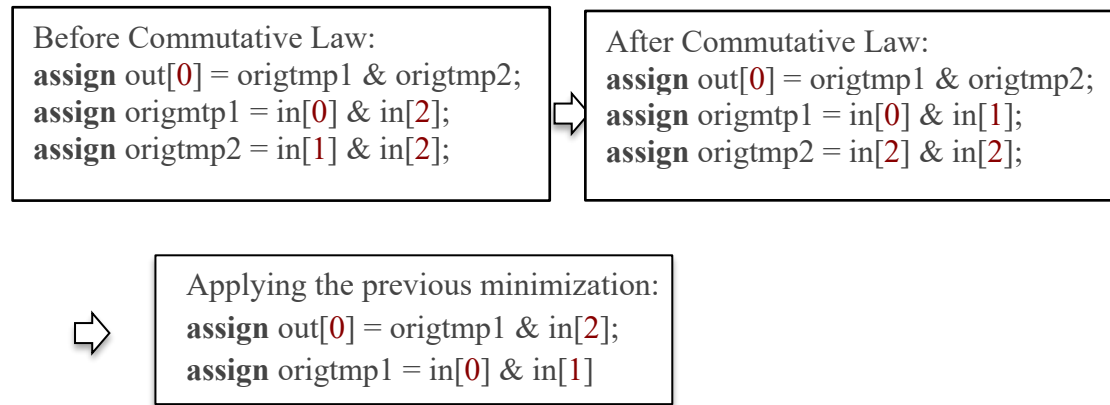 Before Commutative Law:
assign out[0] = origtmp1 & origtmp2;
assign origmtp1 = in[0] & in[2];
assign origtmp2 = in[1] & in[2];
After Commutative Law:
assign out[0] = origtmp1 & origtmp2;
assign origmtp1 = in[0] & in[1];
assign origtmp2 = in[2] & in[2];
Applying the previous minimization:
assign out[0] = origtmp1 & in[2];
assign origtmp1 = in[0] & in[1]